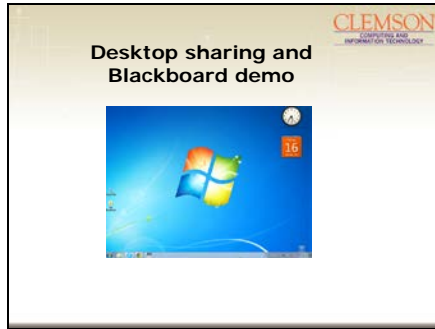 CLEMSON
COMPUTING AND
INFORMATION TECHNOLOGY
Desktop sharing and
Blackboard demo
16